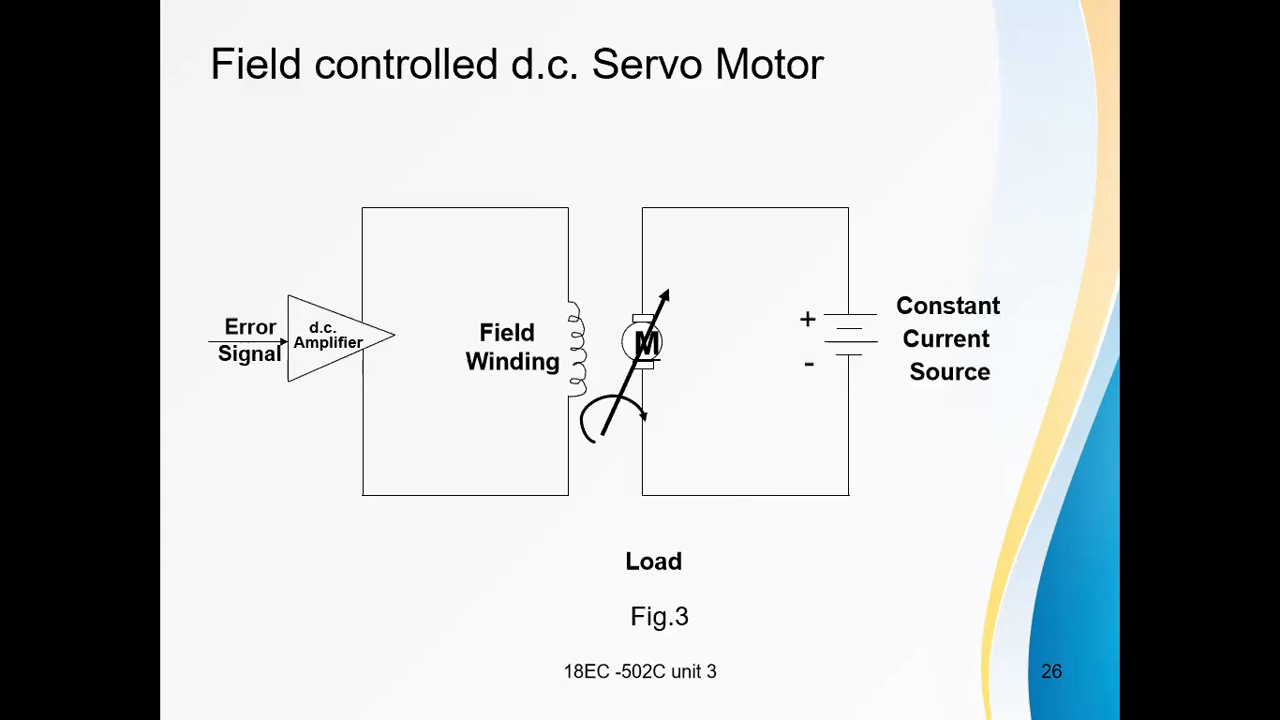 Field controlled d.c. Servo Motor
Error
Signal
d.c.
Amplifier
Field
Winding
M
+
-
Constant
Current
Source
Load
Fig.3
18EC -502C unit 3
26